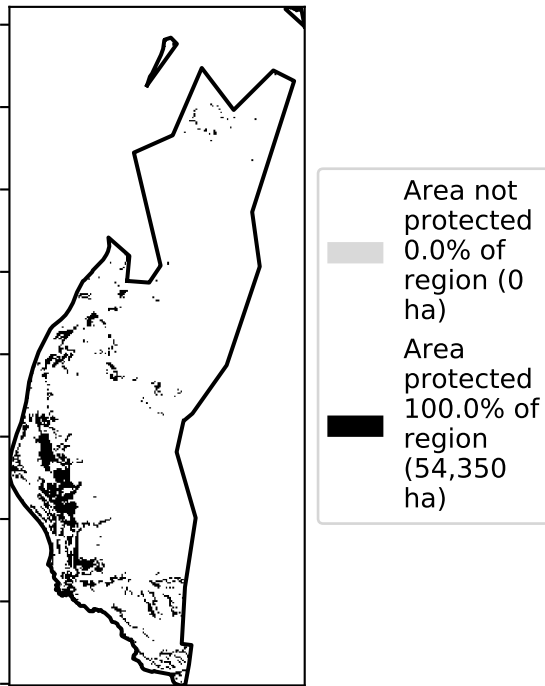 Area not
protected
0.0% of
region (0
ha)
Area
protected
100.0% of
region
(54,350
ha)